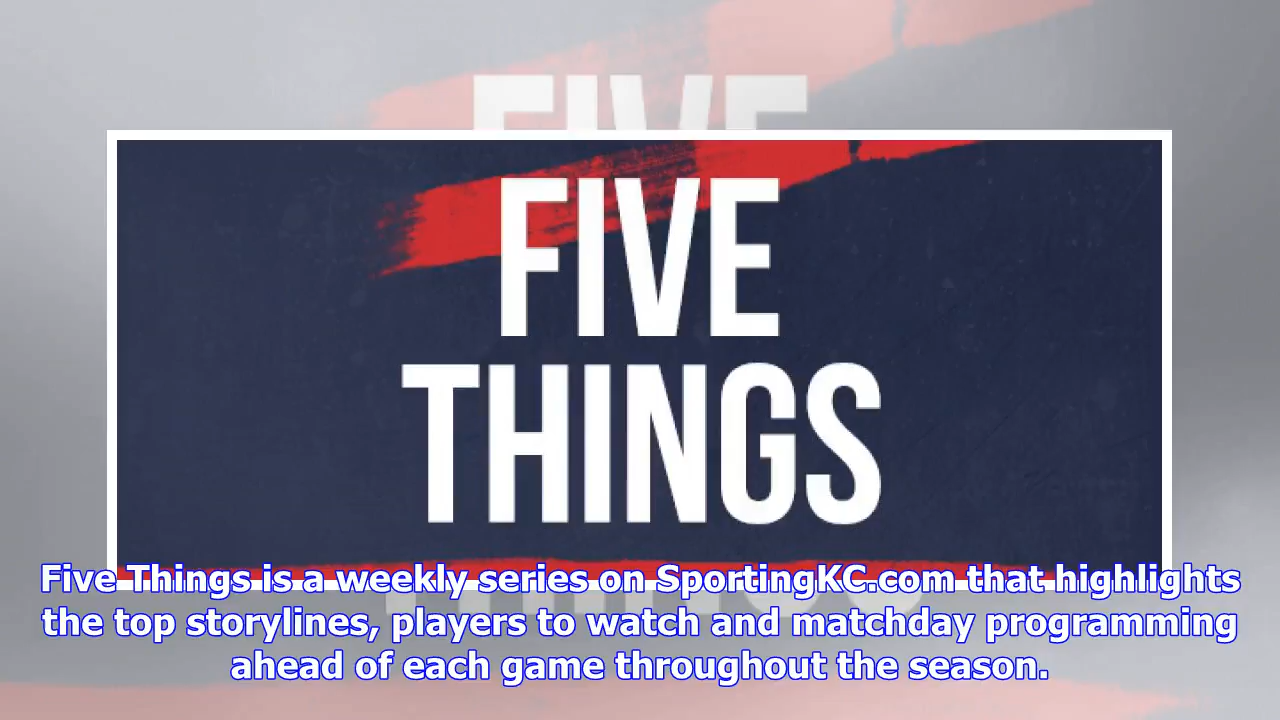 FIVE
THINGS
Five Things is a weekly series on SportingKC.com that highlights
the top storylines, players to watch and matchday programming
ahead of each game throughout the season.